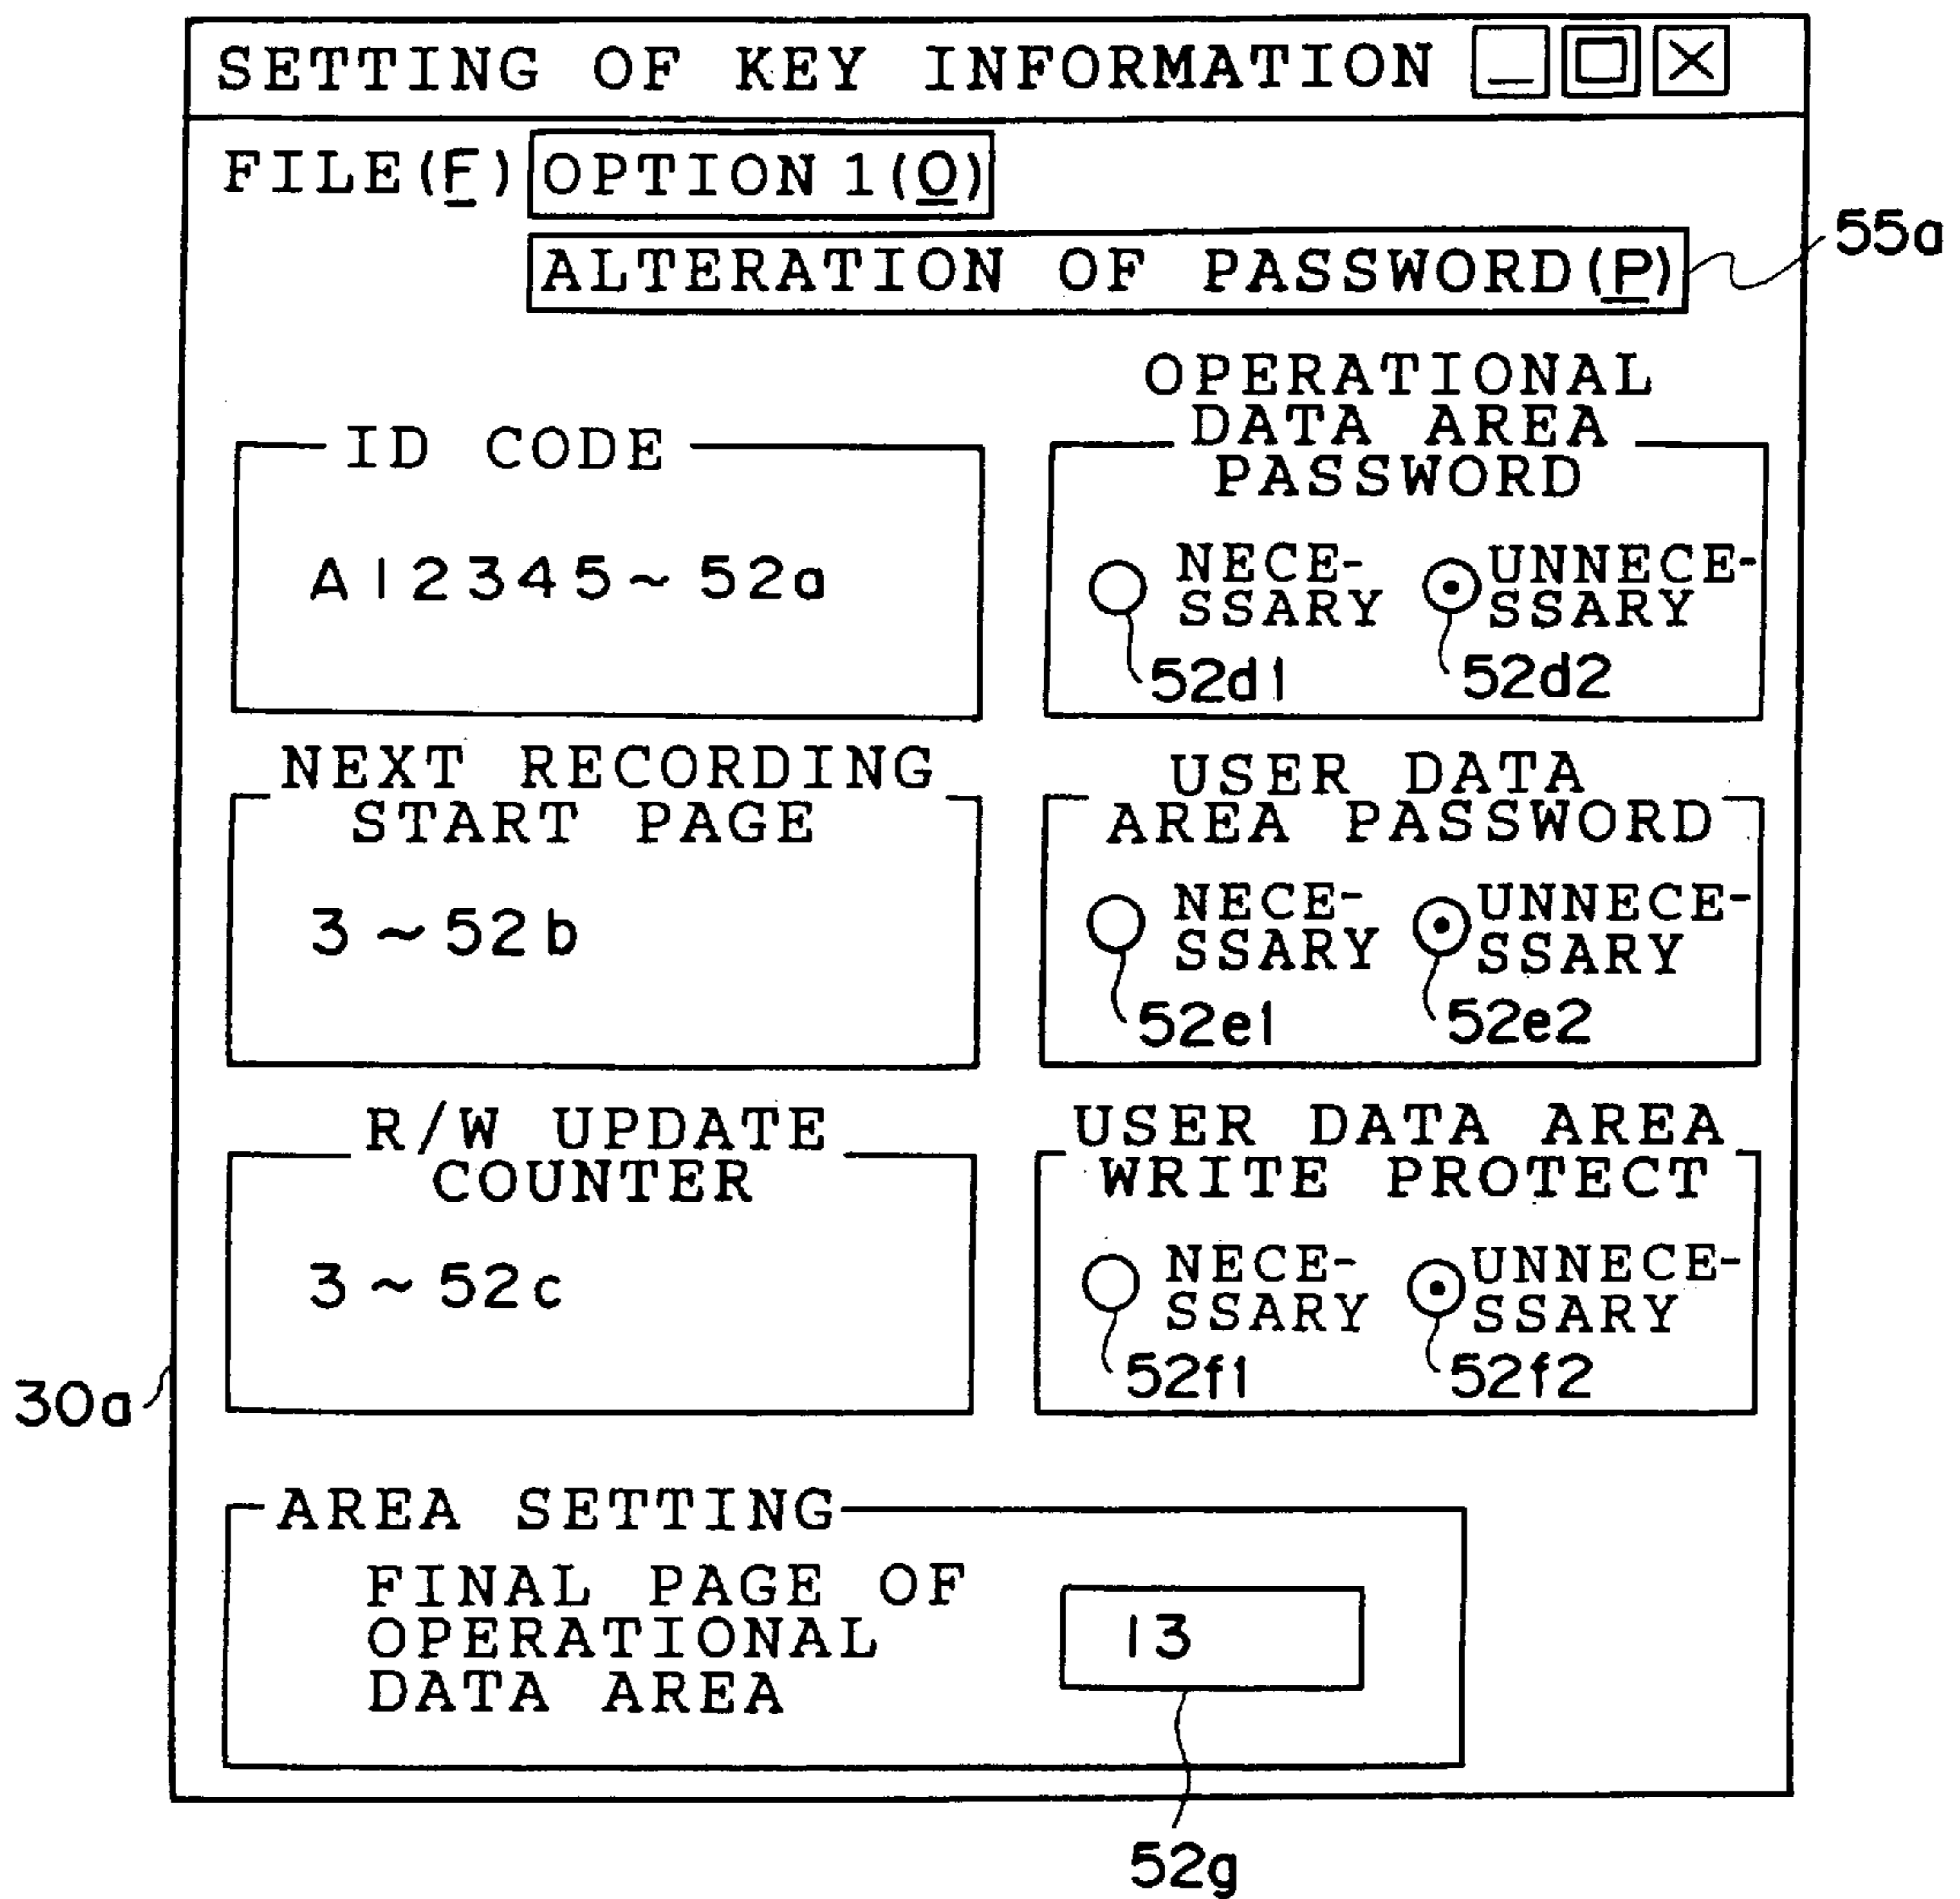 SETTING OF KEY INFORMATION
FILE(F) OPTION 1(O)
ALTERATION OF PASSWORD(P)
55a
ID CODE
A12345~52a
OPERATIONAL
DATA AREA
PASSWORD
NECE-
SSARY
UNNECE-
SSARY
52d1
52d2
NEXT RECORDING
START PAGE
3~52b
USER DATA
AREA PASSWORD
NECE-
SSARY
UNNECE-
SSARY
52e1
52e2
R/W UPDATE
COUNTER
3~52c
USER DATA AREA
WRITE PROTECT
NECE-
SSARY
UNNECE-
SSARY
52f1
52f2
30a
AREA SETTING
FINAL PAGE OF
OPERATIONAL
DATA AREA
13
52g